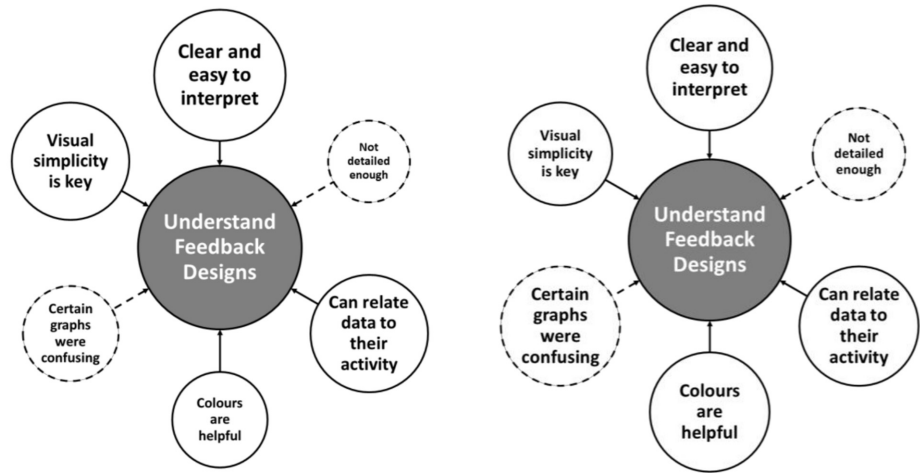 Clear and
easy to
interpret
Visual
simplicity
is key
Not
detailed
enough
Understand
Feedback
Designs
Certain
graphs
were
confusing
Can relate
data to
their
activity
Colours
are
helpful
Clear and
easy to
interpret
Visual
simplicity
is key
Not
detailed
enough
Understand
Feedback
Designs
Certain
graphs
were
confusing
Can relate
data to
their
activity
Colours
are
helpful